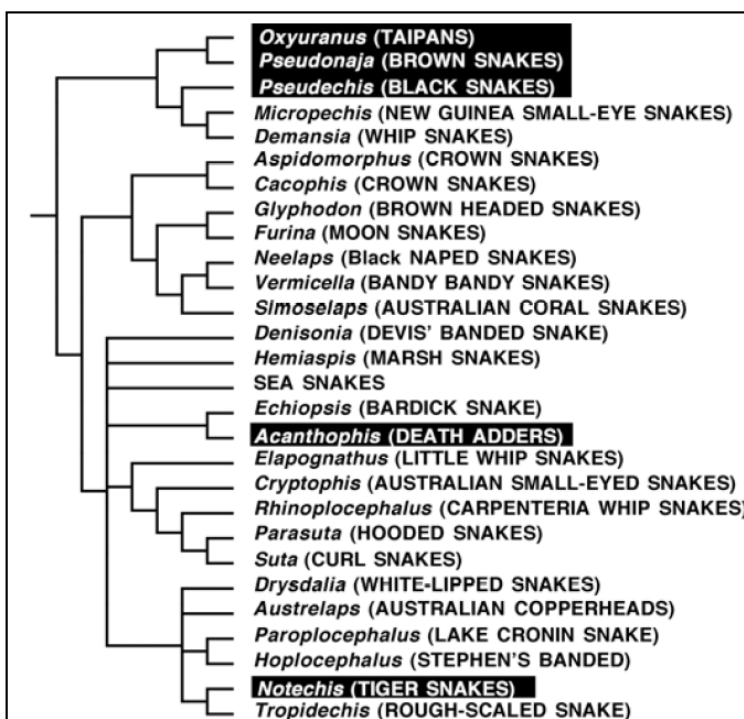 Oxyuranus (TAIPANS)
Pseudonaja (BROWN SNAKES)
Pseudechis (BLACK SNAKES)
Micropechis (NEW GUINEA SMALL-EYE SNAKES)
Demansia (WHIP SNAKES)
Aspidomorphus (CROWN SNAKES)
Cacophis (CROWN SNAKES)
Glyphodon (BROWN HEADED SNAKES)
Furina (MOON SNAKES)
Neelaps (Black NAPED SNAKES)
Vermicella (BANDY BANDY SNAKES)
Simoselaps (AUSTRALIAN CORAL SNAKES)
Denisonia (DEVIS' BANDED SNAKE)
Hemiaspis (MARSH SNAKES)
SEA SNAKES
Echiopsis (BARDICK SNAKE)
Acanthophis (DEATH ADDERS)
Elapognathus (LITTLE WHIP SNAKES)
Cryptophis (AUSTRALIAN SMALL-EYED SNAKES)
Rhinoplocephalus (CARPENTERIA WHIP SNAKES)
Parasuta (HOODED SNAKES)
Suta (CURL SNAKES)
Drysdalia (WHITE-LIPPED SNAKES)
Austrelaps (AUSTRALIAN COPPERHEADS)
Paroplocephalus (LAKE CRONIN SNAKE)
Hoplocephalus (STEPHEN'S BANDED)
Notechis (TIGER SNAKES)
Tropidechis (ROUGH-SCALED SNAKE)